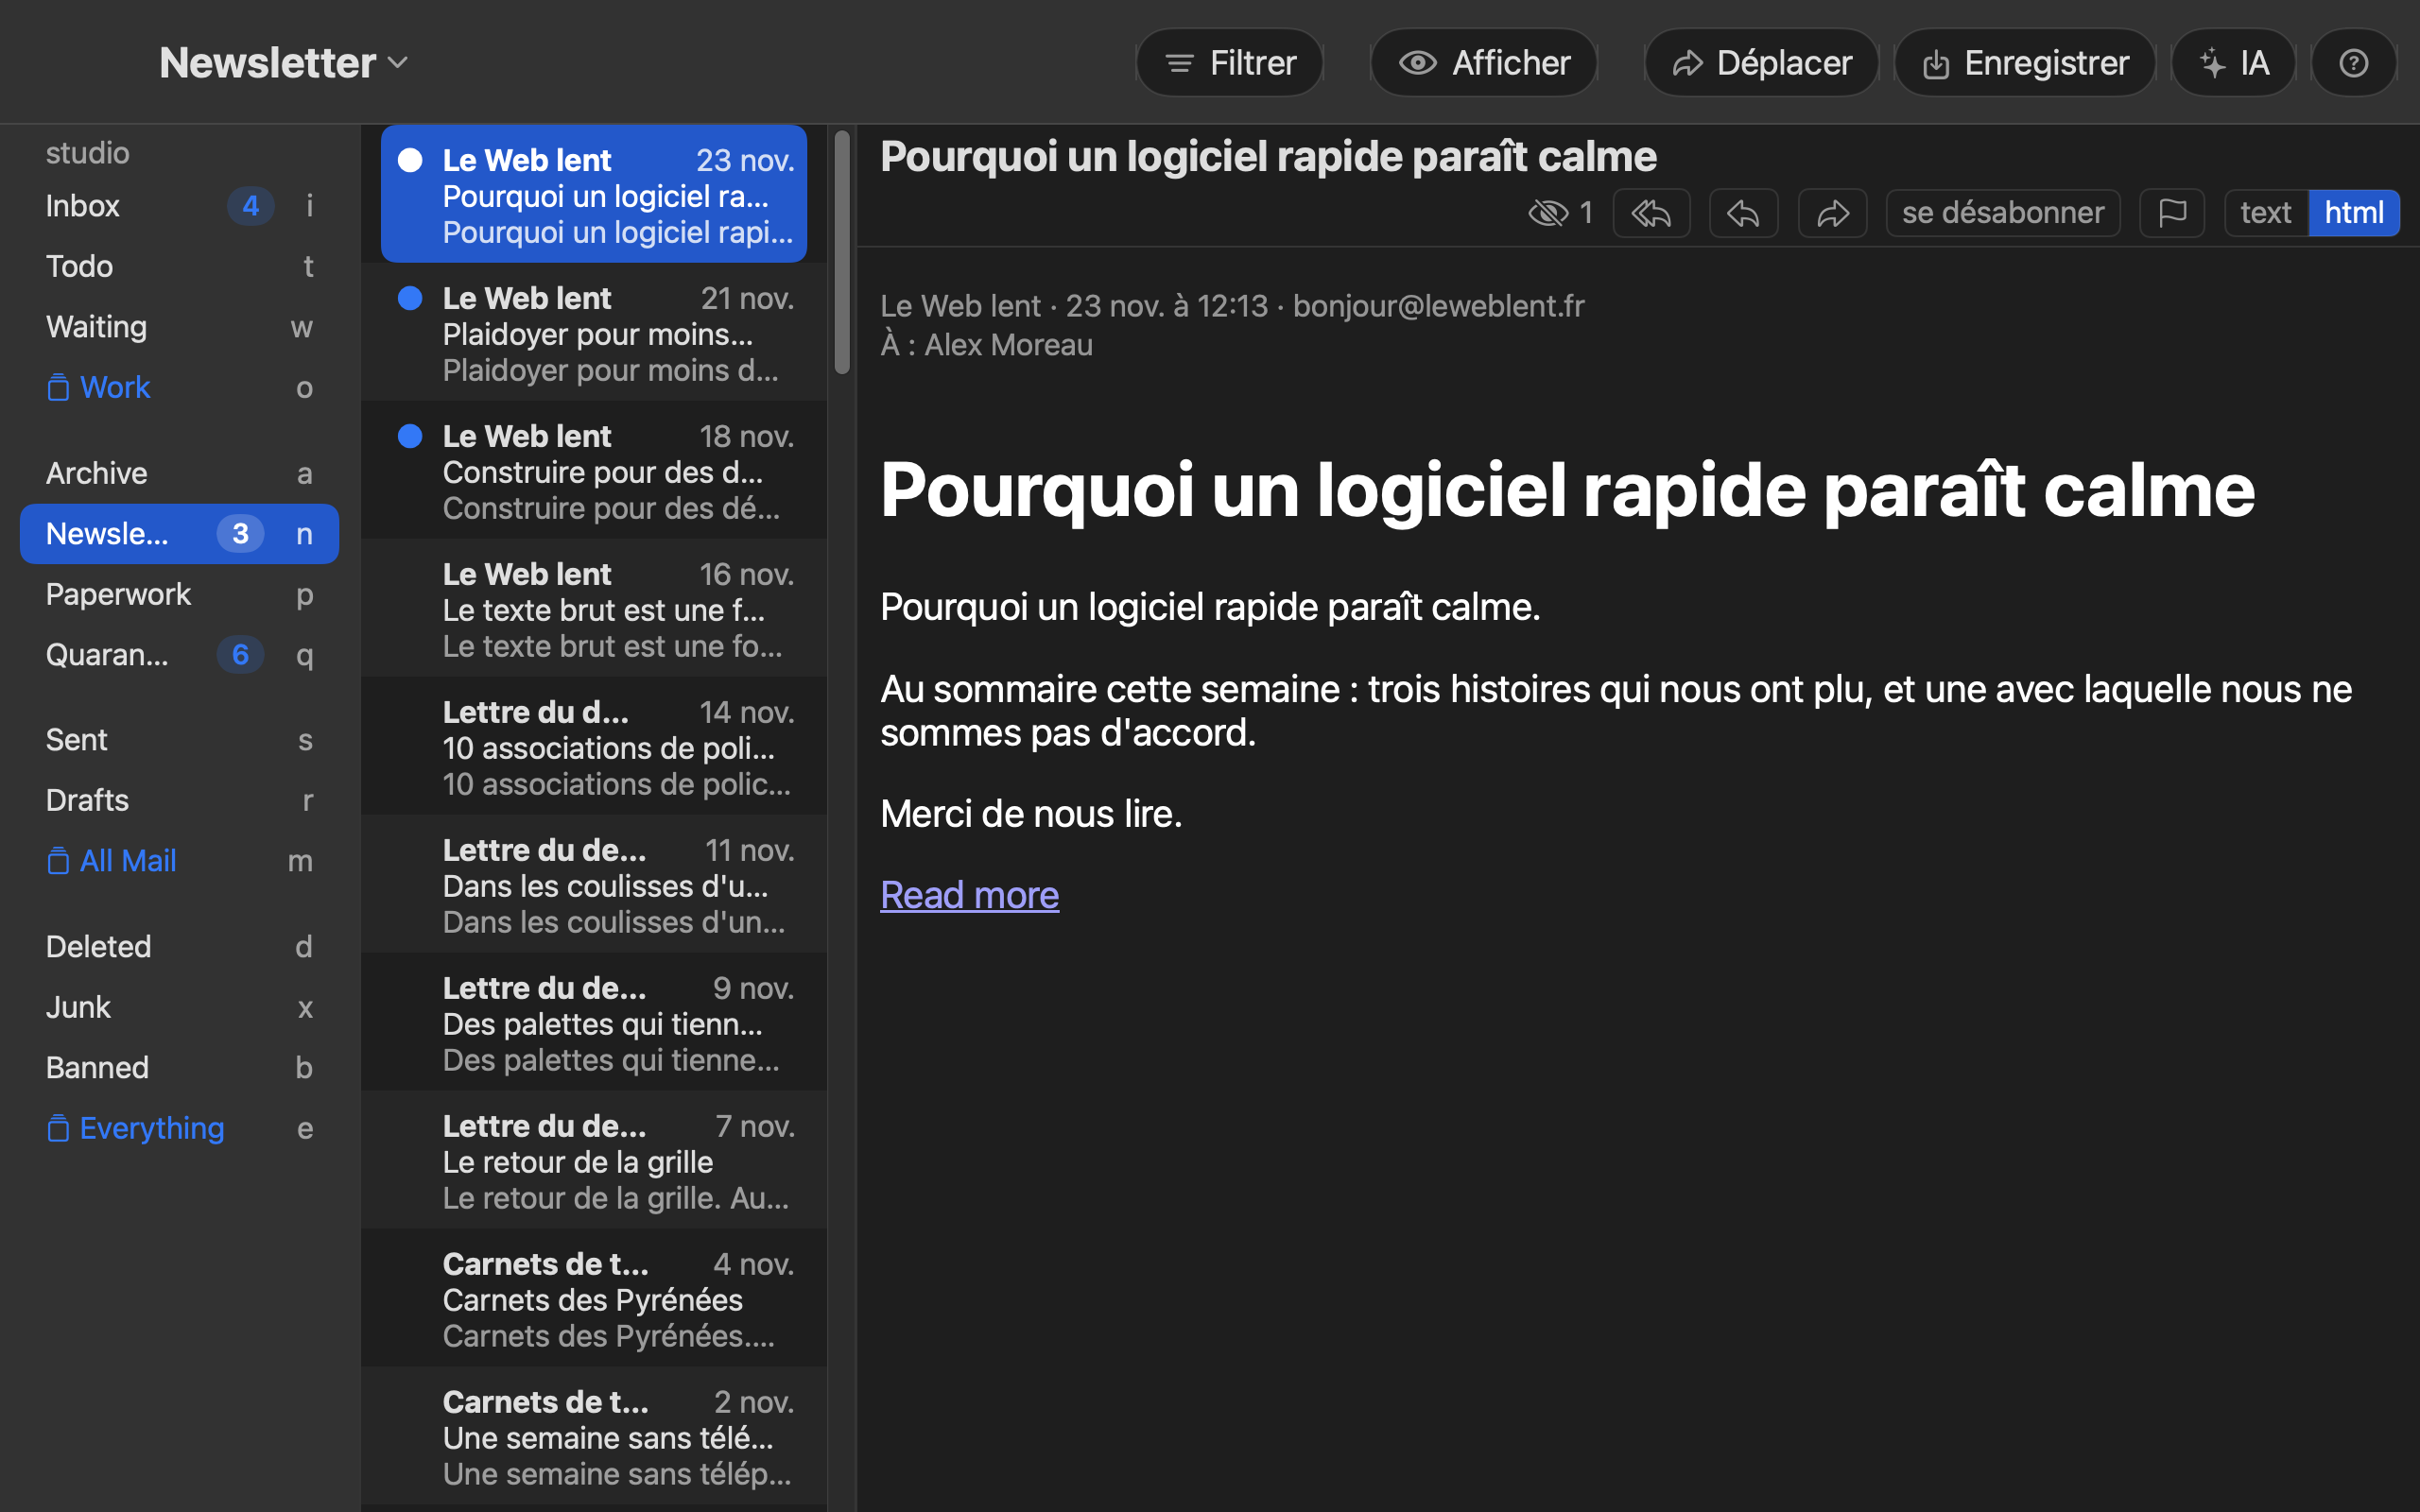 Newsletter
Filtrer
Afficher
Déplacer
Enregistrer
IA
?
studio
Inbox 4 i
Todo t
Waiting w
Work o
Archive a
Newsle... 3 n
Paperwork p
Quaran... 6 q
Sent s
Drafts r
All Mail m
Deleted d
Junk x
Banned b
Everything e
Le Web lent 23 nov.
Pourquoi un logiciel ra...
Pourquoi un logiciel rapi...
Le Web lent 21 nov.
Plaidoyer pour moins...
Plaidoyer pour moins d...
Le Web lent 18 nov.
Construire pour des d...
Construire pour des dé...
Le Web lent 16 nov.
Le texte brut est une f...
Le texte brut est une fo...
Lettre du d... 14 nov.
10 associations de poli...
10 associations de polic...
Lettre du de... 11 nov.
Dans les coulisses d'u...
Dans les coulisses d'un...
Lettre du de... 9 nov.
Des palettes qui tienn...
Des palettes qui tienne...
Lettre du de... 7 nov.
Le retour de la grille
Le retour de la grille. Au...
Carnets de t... 4 nov.
Carnets des Pyrénées
Carnets des Pyrénées....
Carnets de t... 2 nov.
Une semaine sans télé...
Une semaine sans télép...
Pourquoi un logiciel rapide paraît calme
1 se désabonner text html
Le Web lent · 23 nov. à 12:13 · bonjour@leweblent.fr
À : Alex Moreau
Pourquoi un logiciel rapide paraît calme
Pourquoi un logiciel rapide paraît calme.
Au sommaire cette semaine : trois histoires qui nous ont plu, et une avec laquelle nous ne
sommes pas d'accord.
Merci de nous lire.
Read more